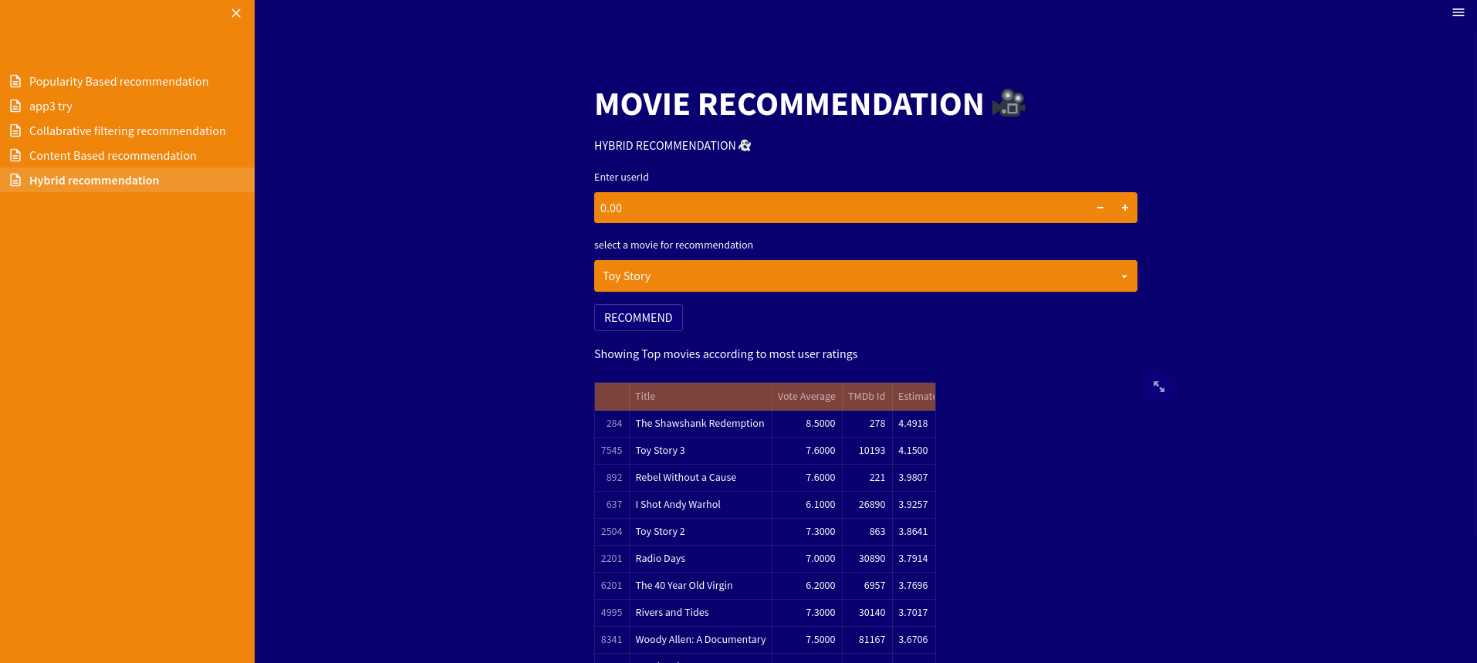 Popularity Based recommendation
app3 try
Collabrative filtering recommendation
Content Based recommendation
Hybrid recommendation
MOVIE RECOMMENDATION 🎥
HYBRID RECOMMENDATION
Enter userId
0.00
− +
select a movie for recommendation
Toy Story
RECOMMEND
Showing Top movies according to most user ratings
Title Vote Average TMDb Id Estimate
284 The Shawshank Redemption 8.5000 278 4.4918
7545 Toy Story 3 7.6000 10193 4.1500
892 Rebel Without a Cause 7.6000 221 3.9807
637 I Shot Andy Warhol 6.1000 26890 3.9257
2504 Toy Story 2 7.3000 863 3.8641
2201 Radio Days 7.0000 30890 3.7914
6201 The 40 Year Old Virgin 6.2000 6957 3.7696
4995 Rivers and Tides 7.3000 30140 3.7017
8341 Woody Allen: A Documentary 7.5000 81167 3.6706